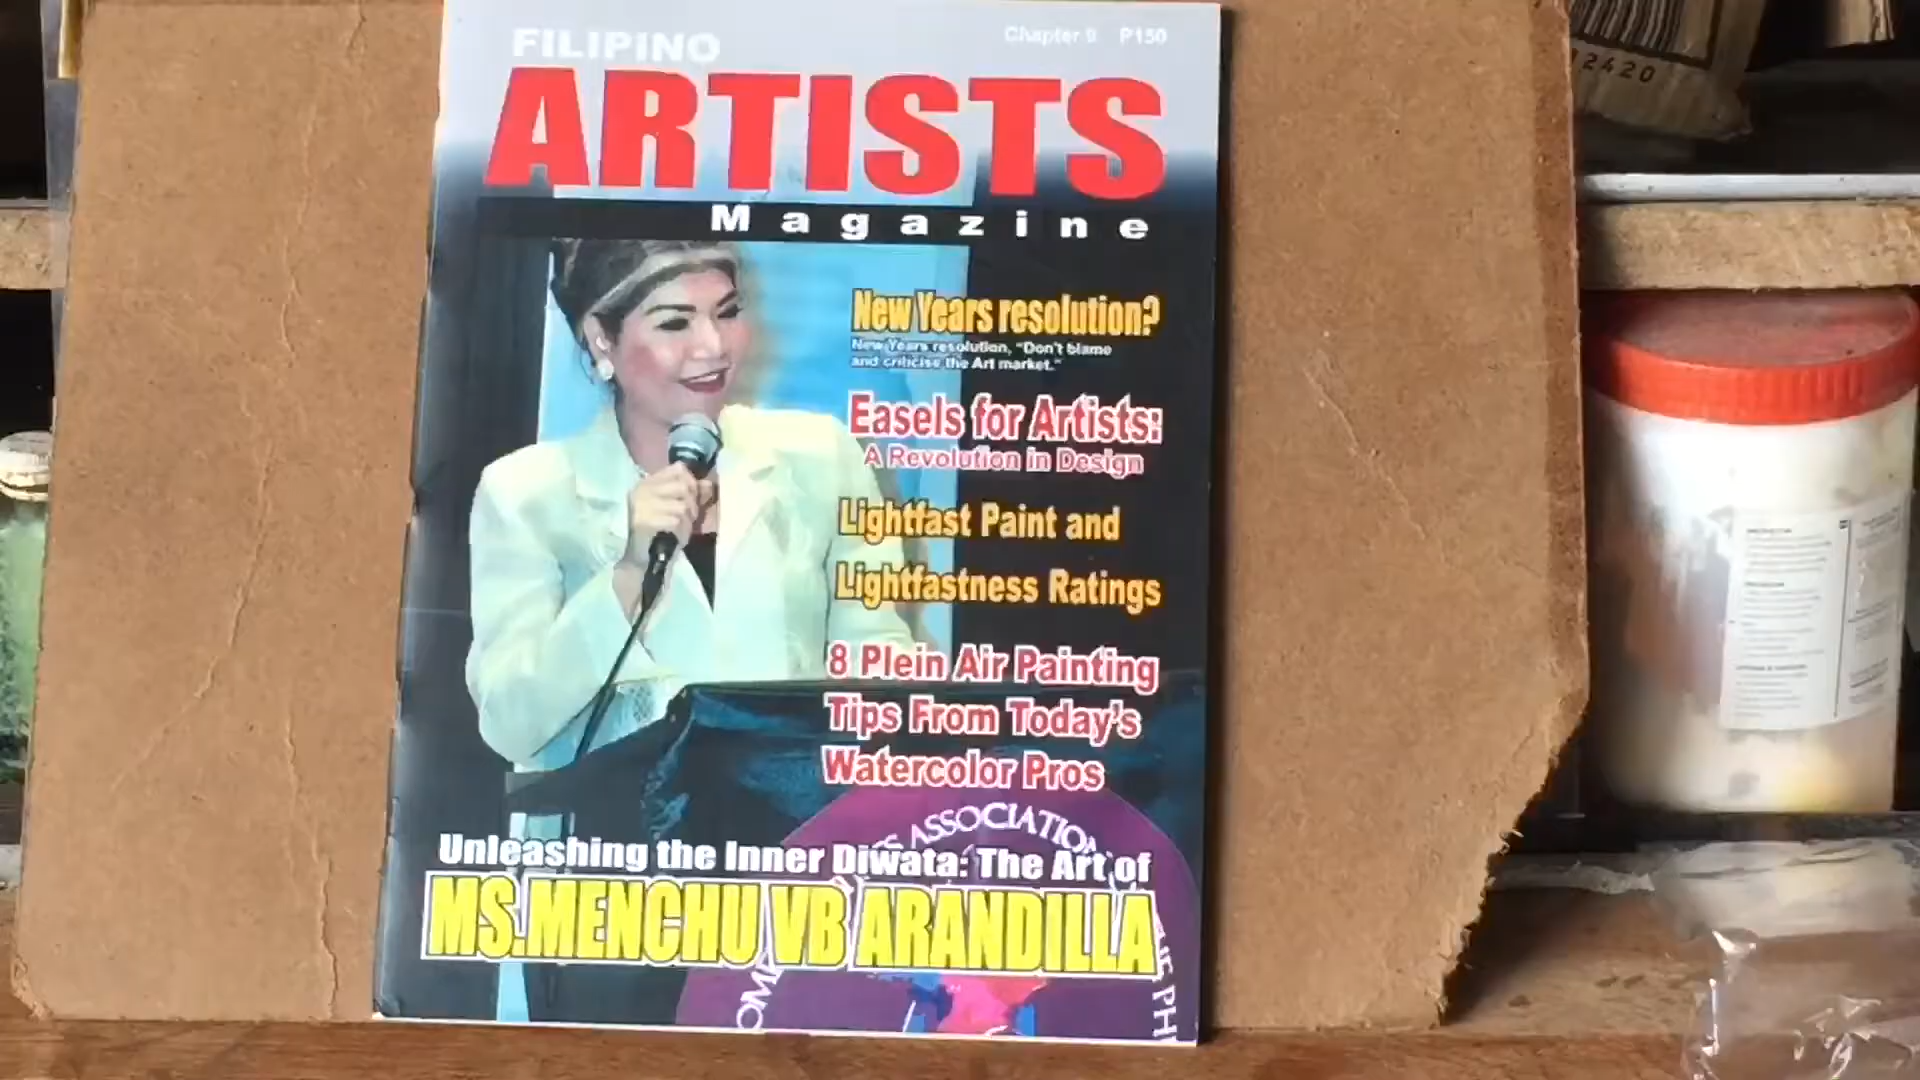 FILIPINO
Chapter 9 P150
ARTISTS
Magazine
New Years resolution?
New Years resolution, "Don't blame
and criticise the Art market."
Easels for Artists:
A Revolution in Design
Lightfast Paint and
Lightfastness Ratings
8 Plein Air Painting
Tips From Today's
Watercolor Pros
ASSOCIATION
Unleashing the Inner Diwata: The Art of
MS.MENCHU VB ARANDILLA
12420